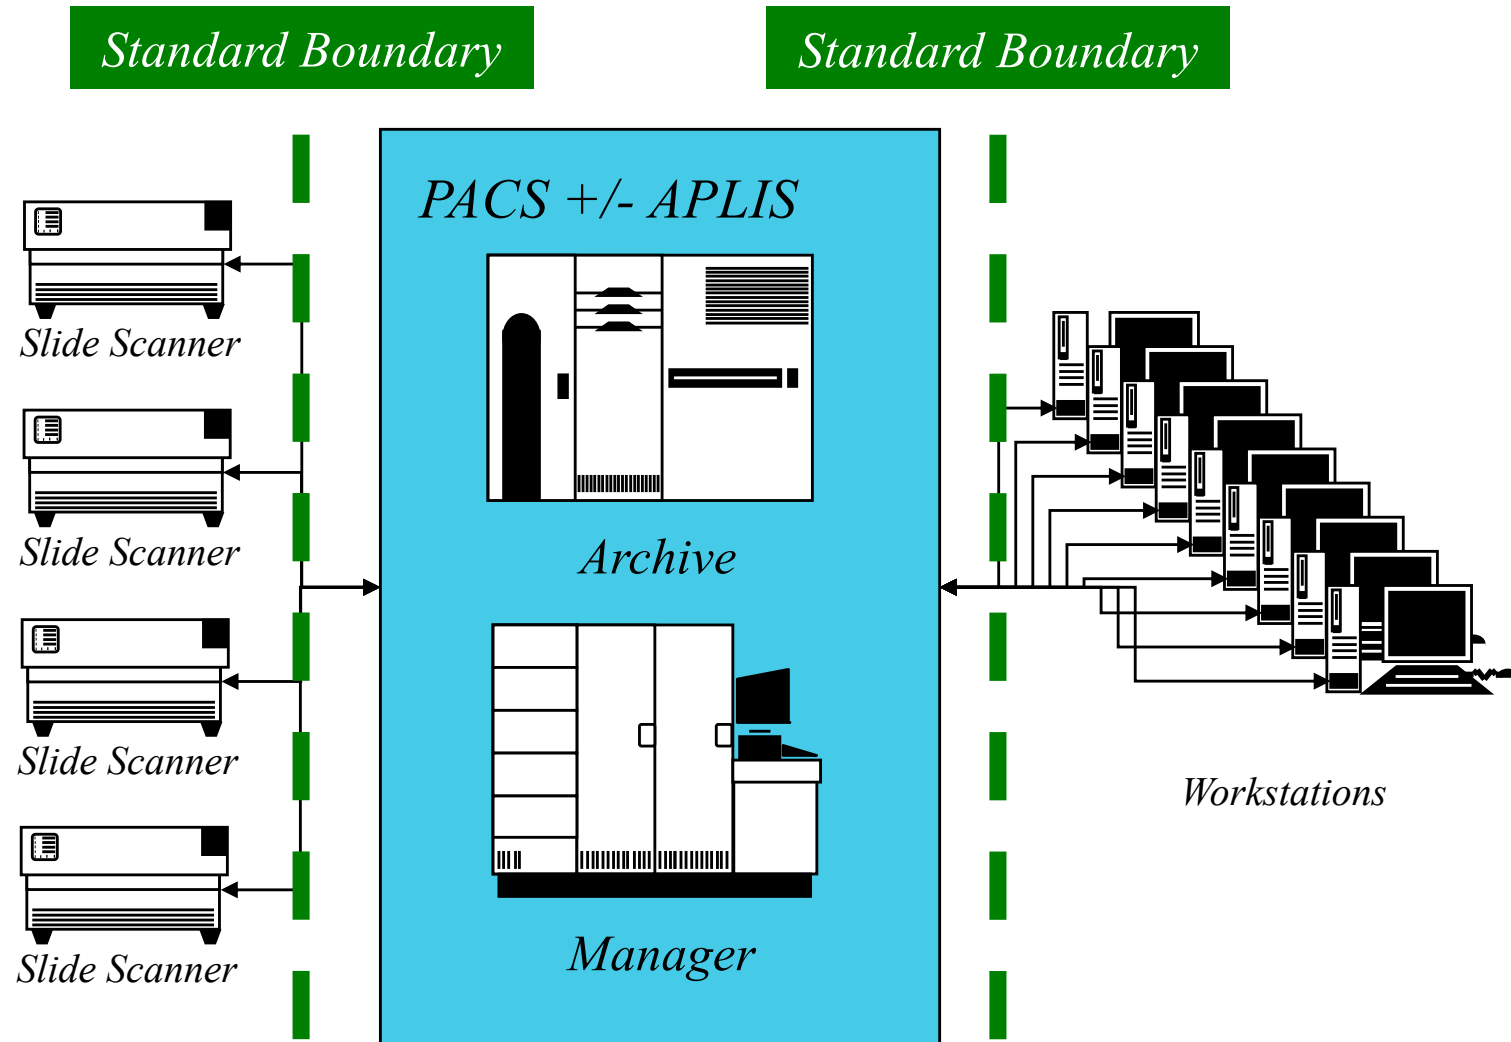 Standard Boundary
Standard Boundary
PACS +/- APLIS
Slide Scanner
Slide Scanner
Archive
Slide Scanner
Workstations
Manager
Slide Scanner